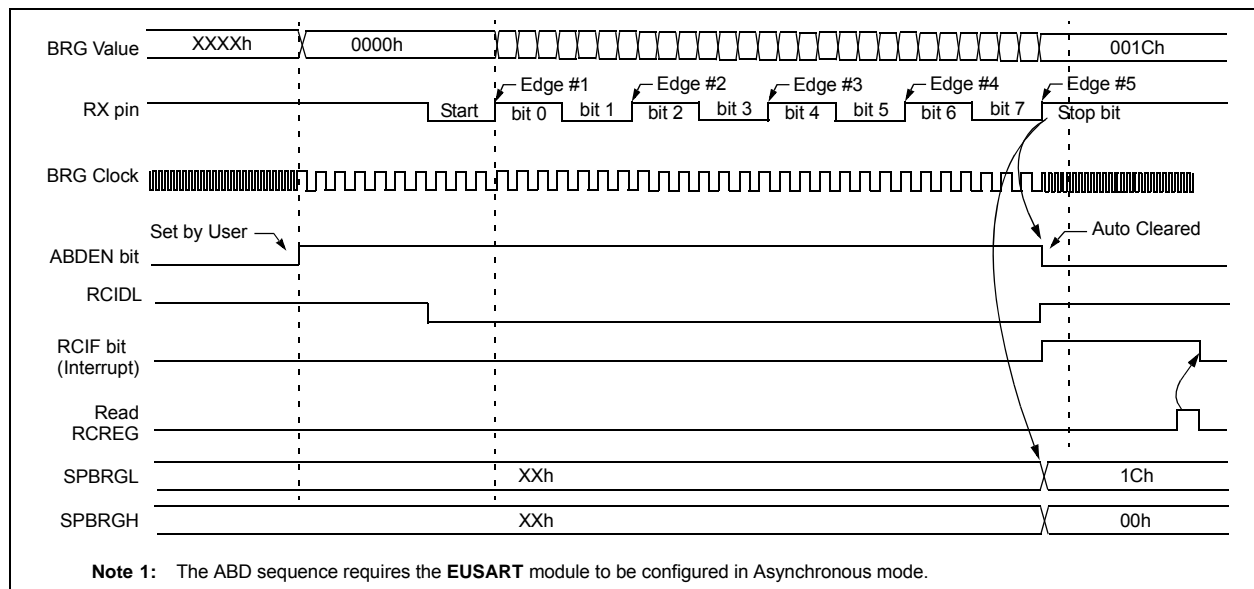 BRG Value XXXXh 0000h 001Ch
Edge #1 Edge #2 Edge #3 Edge #4 Edge #5
RX pin Start bit 0 bit 1 bit 2 bit 3 bit 4 bit 5 bit 6 bit 7 Stop bit
BRG Clock
Set by User Auto Cleared
ABDEN bit
RCIDL
RCIF bit
(Interrupt)
Read
RCREG
SPBRGL XXh 1Ch
SPBRGH XXh 00h
Note 1: The ABD sequence requires the EUSART module to be configured in Asynchronous mode.